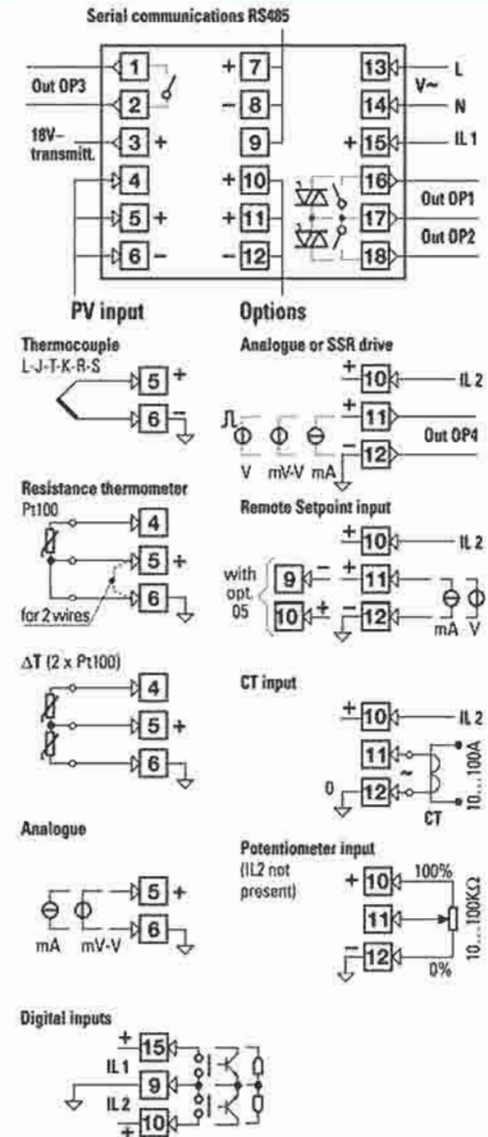 Serial communications RS485
1 + 7 13 L
Out OP3 V~
2 – 8 14 N
18V– transmitt. 3 + 9 + 15 IL 1
4 + 10 16
Out OP1
5 + + 11 17
Out OP2
6 – – 12 18
PV input Options
Thermocouple
L-J-T-K-R-S
5 +
6 –
Resistance thermometer
Pt100
4
5 +
6
for 2 wires
ΔT (2 x Pt100)
4
5 +
6
Analogue
5 +
6
mA mV-V
Digital inputs
+ 15
IL 1
9
IL 2
10
+
Analogue or SSR drive
+ 10 IL 2
+ 11
Out OP4
– 12
V mV-V mA
Remote Setpoint input
+ 10 IL 2
with opt. 05
9 – + 11
10 + – 12
mA V
CT input
+ 10 IL 2
11
~
0 12
CT
10...100A
Potentiometer input
(IL2 not present)
+ 10 100%
11
– 12 0%
10...100KΩ